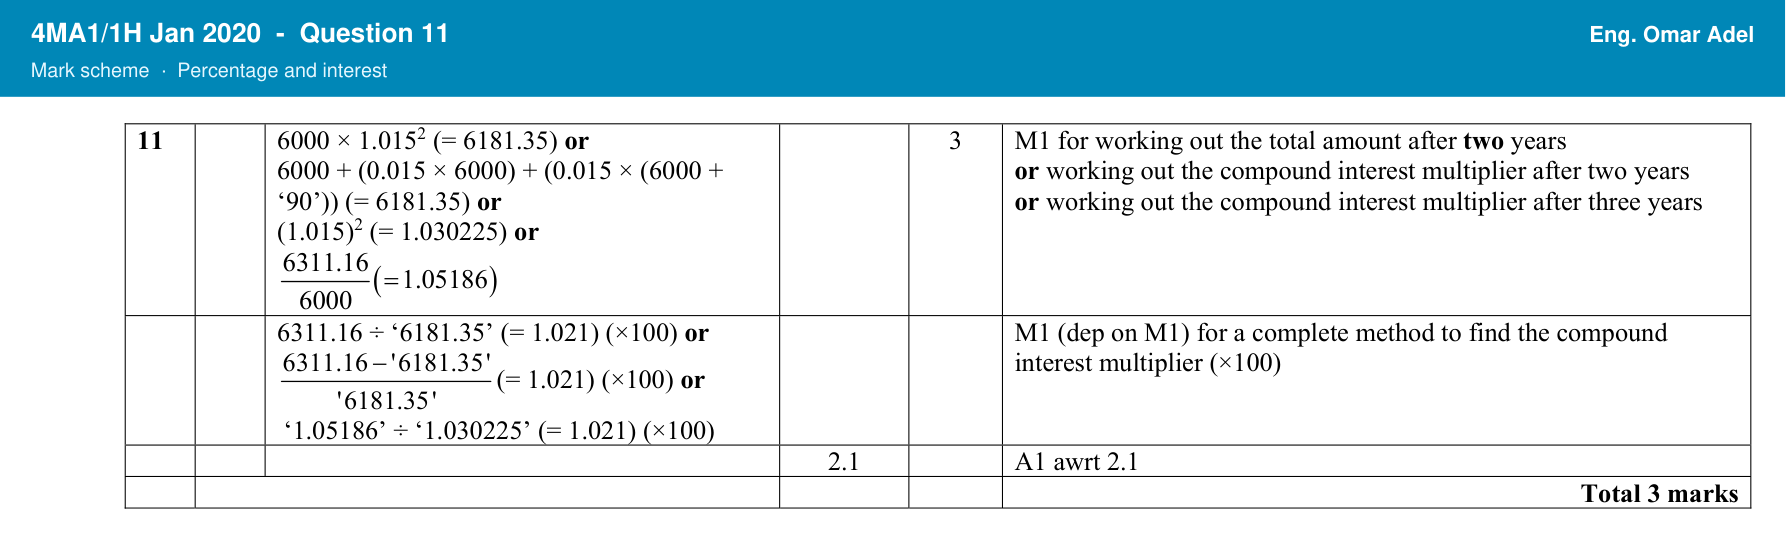 4MA1/1H Jan 2020 - Question 11
Eng. Omar Adel
Mark scheme · Percentage and interest
11
6000 × 1.015² (= 6181.35) or
6000 + (0.015 × 6000) + (0.015 × (6000 +
‘90’)) (= 6181.35) or
(1.015)² (= 1.030225) or
6311.16
6000
(=1.05186)
3
M1 for working out the total amount after two years
or working out the compound interest multiplier after two years
or working out the compound interest multiplier after three years
6311.16 ÷ ‘6181.35’ (= 1.021) (×100) or
6311.16−'6181.35'
'6181.35'
(= 1.021) (×100) or
‘1.05186’ ÷ ‘1.030225’ (= 1.021) (×100)
M1 (dep on M1) for a complete method to find the compound
interest multiplier (×100)
2.1
A1 awrt 2.1
Total 3 marks